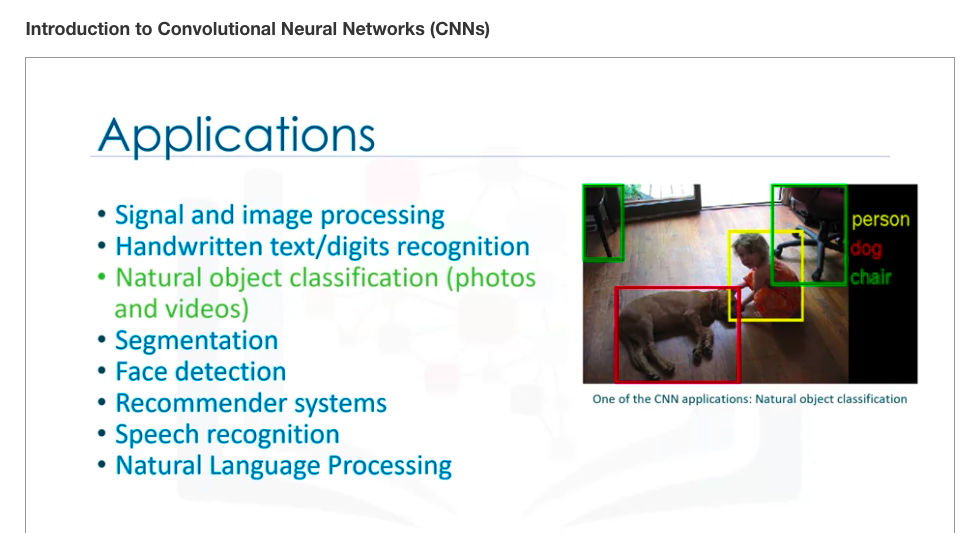 Introduction to Convolutional Neural Networks (CNNs)
Applications
• Signal and image processing
• Handwritten text/digits recognition
• Natural object classification (photos
and videos)
• Segmentation
• Face detection
• Recommender systems
• Speech recognition
• Natural Language Processing
person
dog
chair
One of the CNN applications: Natural object classification